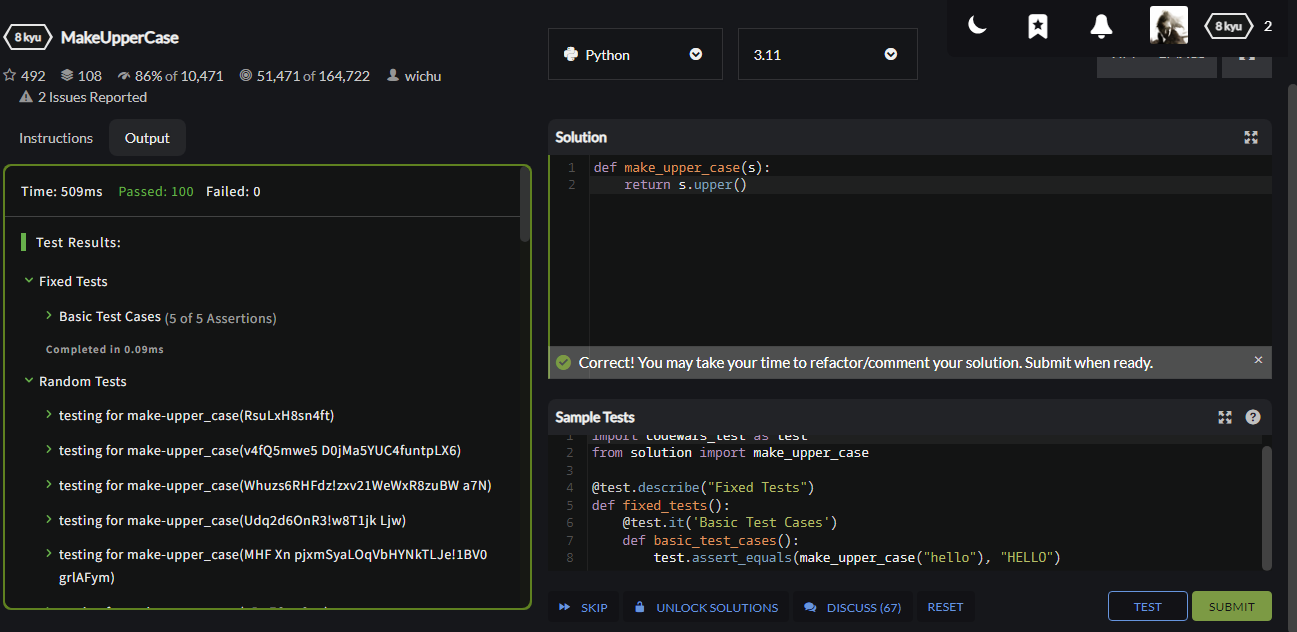 8 kyu MakeUpperCase
492 108 86% of 10,471 51,471 of 164,722 wichu
2 Issues Reported
Instructions Output
Time: 509ms Passed: 100 Failed: 0
Test Results:
Fixed Tests
Basic Test Cases (5 of 5 Assertions)
Completed in 0.09ms
Random Tests
testing for make-upper_case(RsuLxH8sn4ft)
testing for make-upper_case(v4fQ5mwe5 D0jMa5YUC4funtpLX6)
testing for make-upper_case(Whuzs6RHFdz!zxv21WeWxR8zuBW a7N)
testing for make-upper_case(Udq2d6OnR3!w8T1jk Ljw)
testing for make-upper_case(MHF Xn pjxmSyaLOqVbHYNkTLJe!1BV0
grlAFym)
8 kyu 2
Python 3.11
Solution
1 def make_upper_case(s):
2 return s.upper()
Correct! You may take your time to refactor/comment your solution. Submit when ready.
Sample Tests
1 import codewars_test as test
2 from solution import make_upper_case
3
4 @test.describe("Fixed Tests")
5 def fixed_tests():
6 @test.it('Basic Test Cases')
7 def basic_test_cases():
8 test.assert_equals(make_upper_case("hello"), "HELLO")
SKIP UNLOCK SOLUTIONS DISCUSS (67) RESET TEST SUBMIT